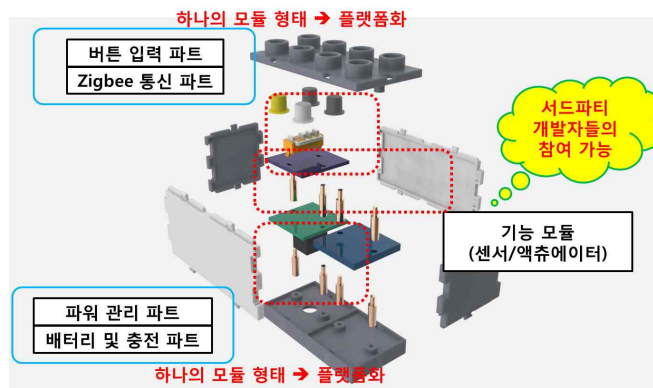 하나의 모듈 형태 ➔ 플랫폼화
버튼 입력 파트
Zigbee 통신 파트
서드파티
개발자들의
참여 가능
기능 모듈
(센서/액츄에이터)
파워 관리 파트
배터리 및 충전 파트
하나의 모듈 형태 ➔ 플랫폼화